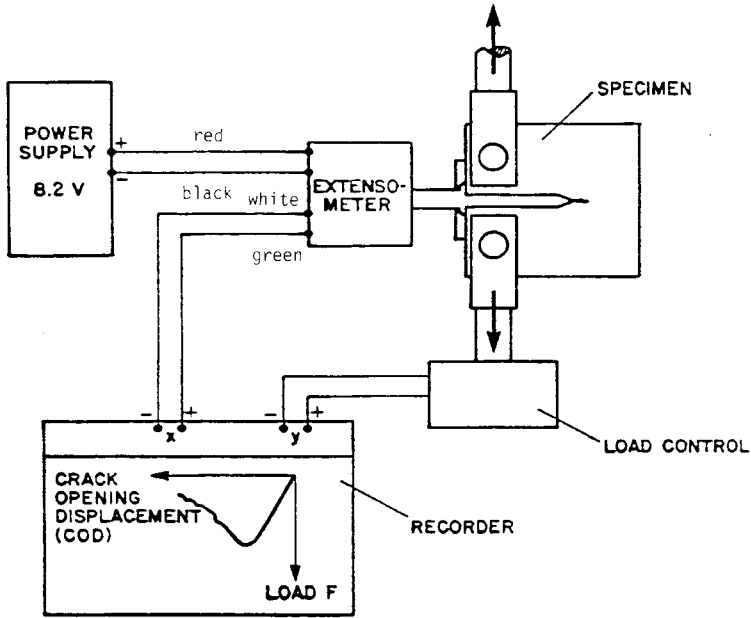 SPECIMEN
POWER
SUPPLY
8.2 V
+
-
red
black
white
green
EXTENSO-
METER
- +
x
- +
y
LOAD CONTROL
CRACK
OPENING
DISPLACEMENT
(COD)
LOAD F
RECORDER